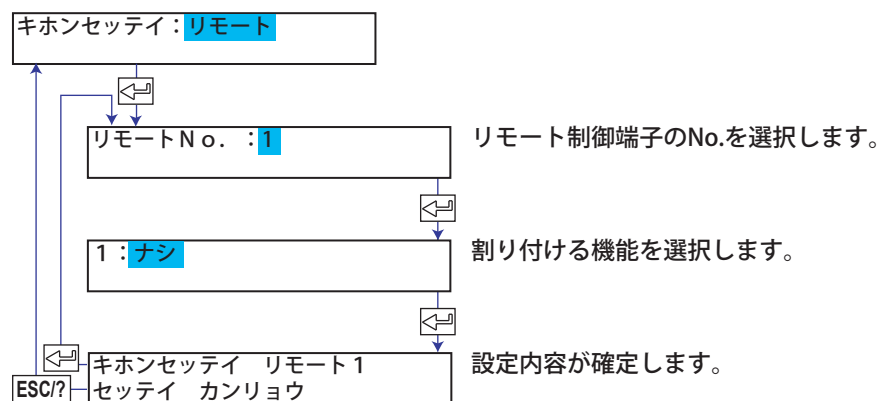 キホンセッテイ：リモート
リモートＮｏ．：1
リモート制御端子のNo.を選択します。
1：ナシ
割り付ける機能を選択します。
キホンセッテイ　リモート1
セッテイ　カンリョウ
設定内容が確定します。
ESC/?